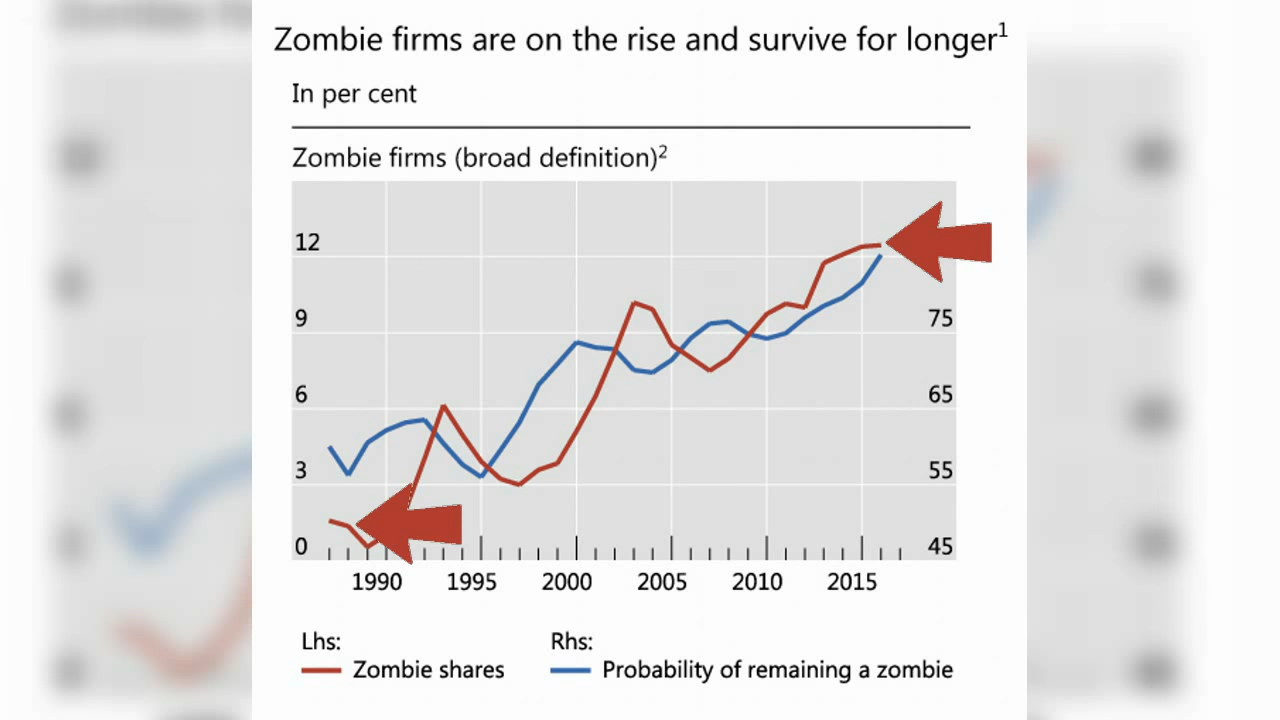 Zombie firms are on the rise and survive for longer1
In per cent
Zombie firms (broad definition)2
12
9 75
6 65
3 55
0 45
1990 1995 2000 2005 2010 2015
Lhs: Rhs:
Zombie shares Probability of remaining a zombie